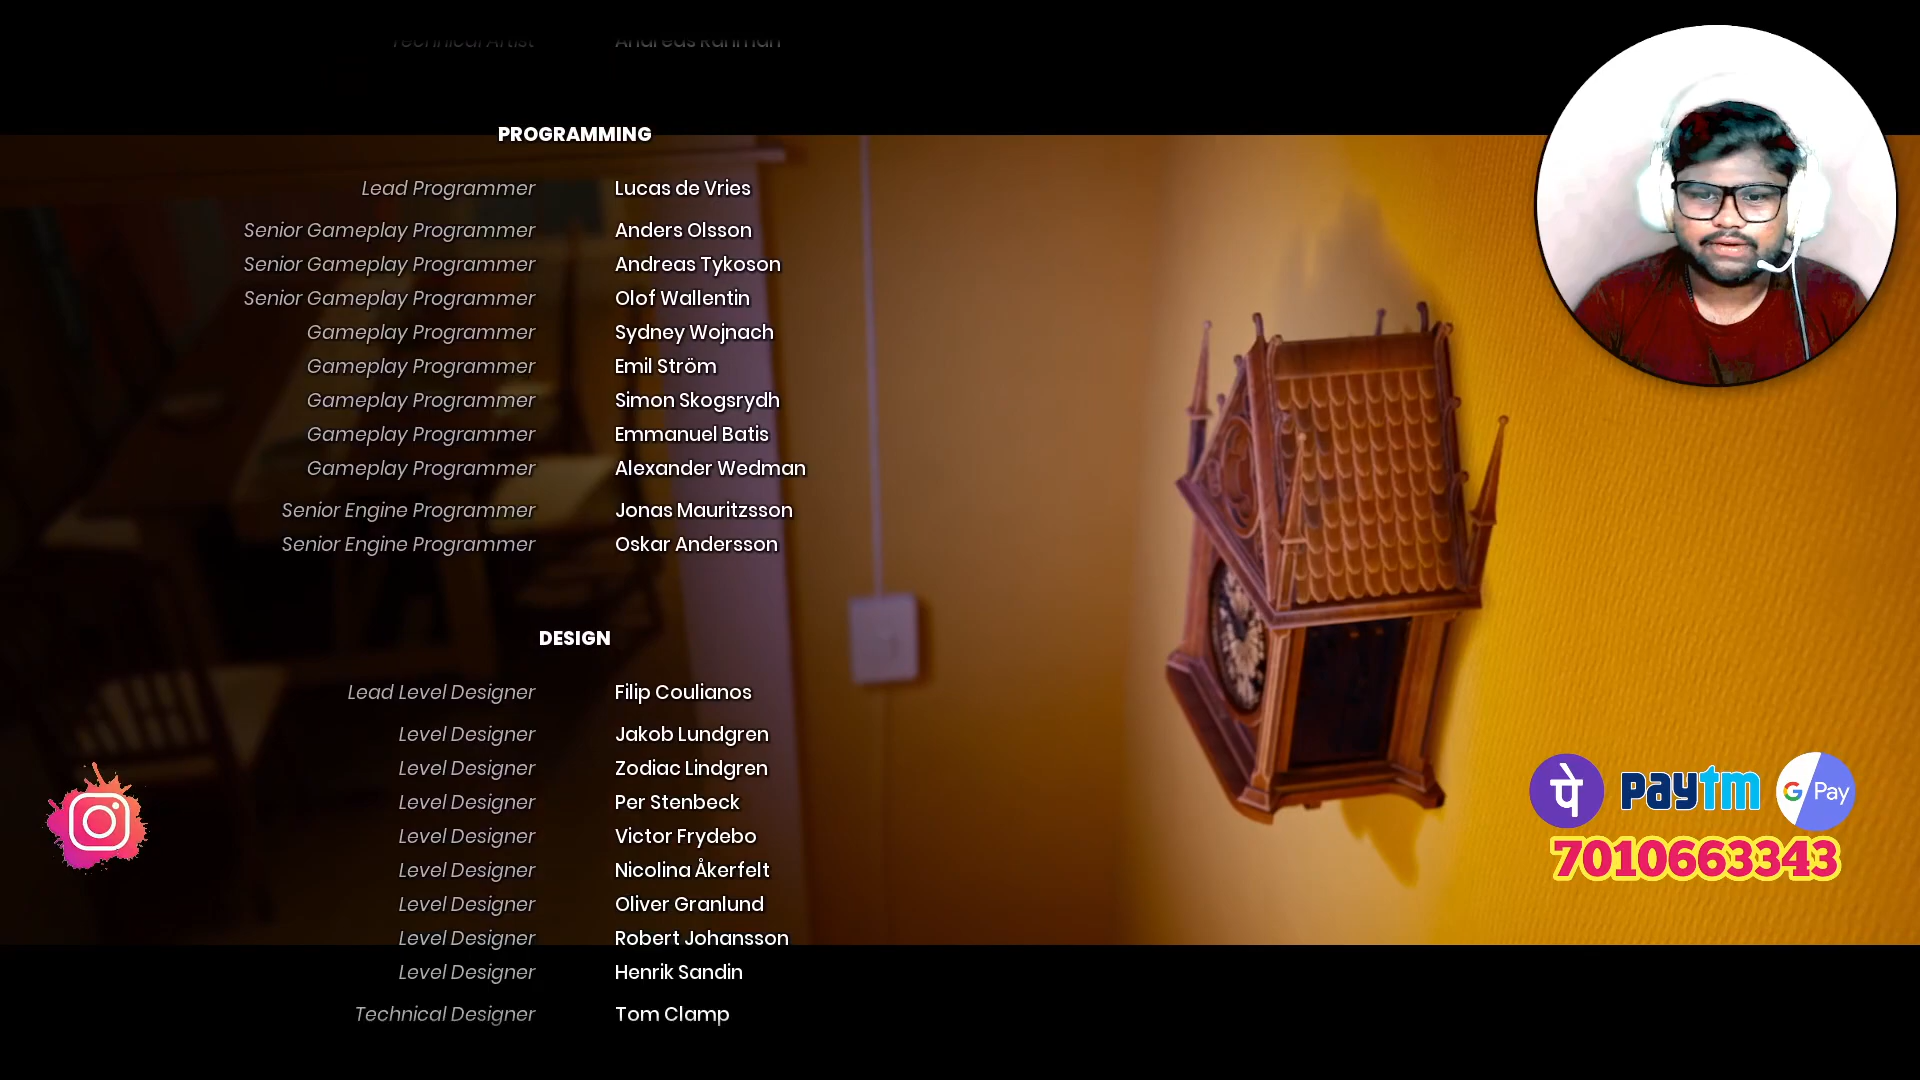 Technical Artist Andreas Rahman
PROGRAMMING
Lead Programmer Lucas de Vries
Senior Gameplay Programmer Anders Olsson
Senior Gameplay Programmer Andreas Tykoson
Senior Gameplay Programmer Olof Wallentin
Gameplay Programmer Sydney Wojnach
Gameplay Programmer Emil Ström
Gameplay Programmer Simon Skogsrydh
Gameplay Programmer Emmanuel Batis
Gameplay Programmer Alexander Wedman
Senior Engine Programmer Jonas Mauritzsson
Senior Engine Programmer Oskar Andersson
DESIGN
Lead Level Designer Filip Coulianos
Level Designer Jakob Lundgren
Level Designer Zodiac Lindgren
Level Designer Per Stenbeck
Level Designer Victor Frydebo
Level Designer Nicolina Åkerfelt
Level Designer Oliver Granlund
Level Designer Robert Johansson
Level Designer Henrik Sandin
Technical Designer Tom Clamp
पे paytm G Pay
7010663343